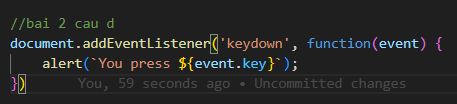 //bai 2 cau d
document.addEventListener('keydown', function(event) {
    alert(`You press ${event.key}`);
})        You, 59 seconds ago • Uncommitted changes